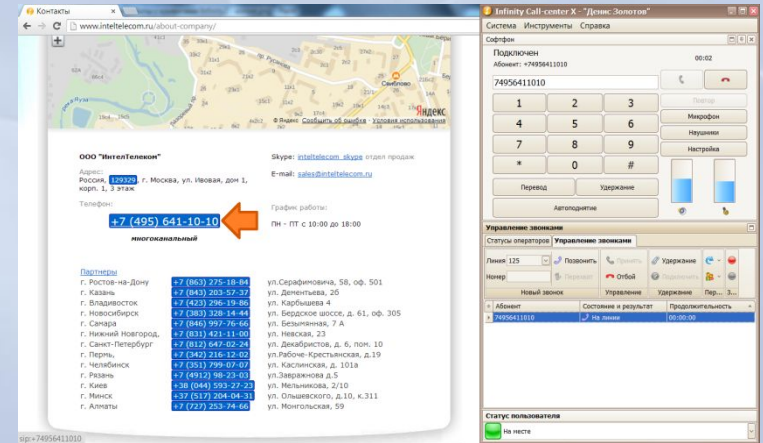 Контакты
www.inteltelecom.ru/about-company/
Свиблово
Яндекс
© Яндекс Сообщить об ошибке · Условия использования
ООО "ИнтелТелеком"
Адрес:
Россия, 129329, г. Москва, ул. Ивовая, дом 1,
корп. 1, 3 этаж
Телефон:
+7 (495) 641-10-10
многоканальный
Skype: inteltelecom_skype отдел продаж
E-mail: sales@inteltelecom.ru
График работы:
ПН - ПТ с 10:00 до 18:00
Партнеры
г. Ростов-на-Дону +7 (863) 275-18-84 ул.Серафимовича, 58, оф. 501
г. Казань +7 (843) 203-57-37 ул. Дементьева, 2б
г. Владивосток +7 (423) 296-19-86 ул. Карбышева 4
г. Новосибирск +7 (383) 328-14-44 ул. Бердское шоссе, д. 61, оф. 305
г. Самара +7 (846) 997-76-66 ул. Безымянная, 7 А
г. Нижний Новгород, +7 (831) 421-11-00 ул. Невская, 23
г. Санкт-Петербург +7 (812) 647-02-24 ул. Декабристов, д. 6, пом. 10
г. Пермь, +7 (342) 216-12-02 ул.Рабоче-Крестьянская, д.19
г. Челябинск +7 (351) 799-07-07 ул. Каслинская, д. 101а
г. Рязань +7 (4912) 98-23-03 ул.Завражнова д.5
г. Киев +38 (044) 593-27-23 ул. Мельникова, 2/10
г. Минск +37 (517) 204-04-31 ул. Ольшевского, д.10, к.311
г. Алматы +7 (727) 253-74-66 ул. Монгольская, 59
sip:+74956411010
Infinity Call-center X - "Денис Золотов"
Система Инструменты Справка
Софтфон
Подключен
Абонент: +74956411010
00:02
74956411010
1 2 3 Повтор
4 5 6 Микрофон
7 8 9 Наушники
* 0 # Настройка
Перевод Удержание
Автоподнятие
Управление звонками
Статусы операторов Управление звонками
Линия 125 Позвонить Принять Удержание
Номер Перехват Отбой Подключить
Новый звонок Управление Удержание Пер... З...
Абонент Состояние и результат Продолжительность
74956411010 На линии 00:00:00
Статус пользователя
На месте